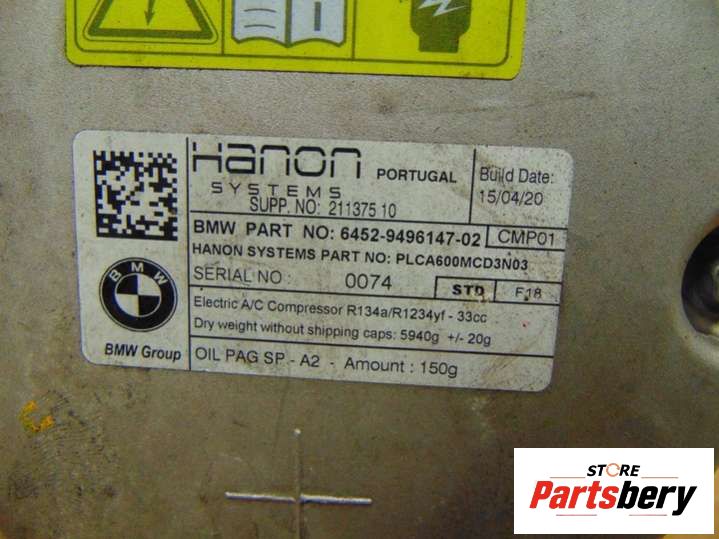 Hanon
SYSTEMS
PORTUGAL
Build Date:
15/04/20
SUPP. NO: 211375 10
BMW PART NO: 6452-9496147-02
CMP01
HANON SYSTEMS PART NO: PLCA600MCD3N03
SERIAL NO :
0074
STD
F18
BMW
BMW Group
Electric A/C Compressor R134a/R1234yf - 33cc
Dry weight without shipping caps: 5940g +/- 20g
OIL PAG SP - A2 - Amount : 150g
STORE
Partsbery